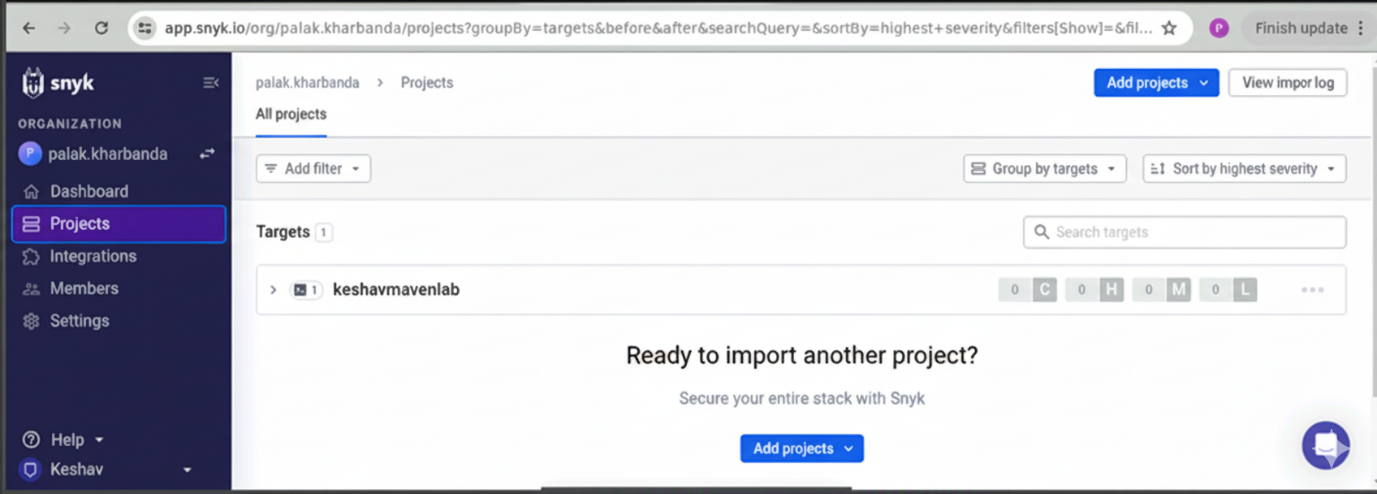 app.snyk.io/org/palak.kharbanda/projects?groupBy=targets&before&after&searchQuery=&sortBy=highest+severity&filters[Show]=&fil... P Finish update
snyk
ORGANIZATION
P palak.kharbanda
Dashboard
Projects
Integrations
Members
Settings
Help
Keshav
palak.kharbanda > Projects
Add projects View impor log
All projects
Add filter Group by targets Sort by highest severity
Targets 1 Search targets
1 keshavmavenlab 0 C 0 H 0 M 0 L
Ready to import another project?
Secure your entire stack with Snyk
Add projects